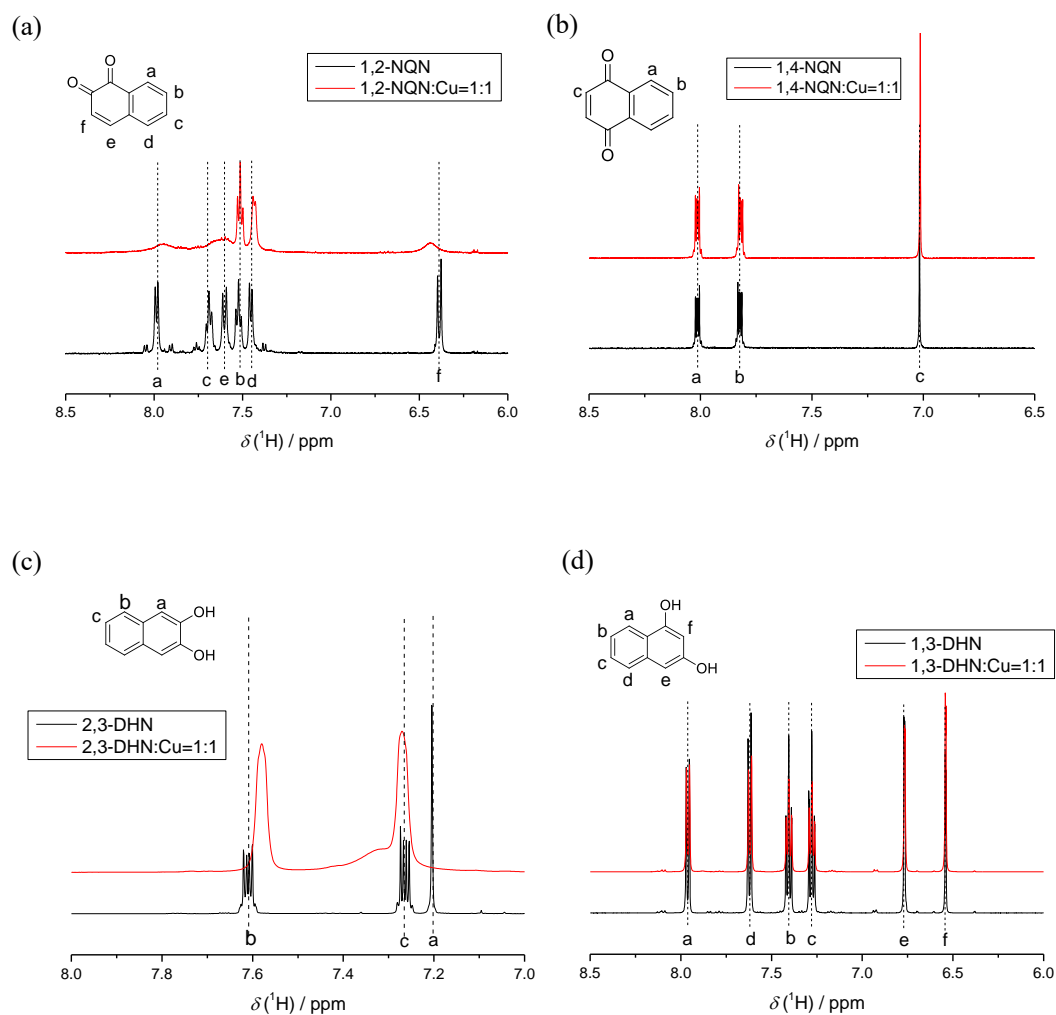 (a)
O
O
a
b
c
d
e
f
1,2-NQN
1,2-NQN:Cu=1:1
a
c
e
b
d
f
8.5 8.0 7.5 7.0 6.5 6.0
δ (¹H) / ppm
(b)
O
O
a
b
c
1,4-NQN
1,4-NQN:Cu=1:1
a
b
c
8.5 8.0 7.5 7.0 6.5
δ (¹H) / ppm
(c)
c
b
a
OH
OH
2,3-DHN
2,3-DHN:Cu=1:1
b
c
a
8.0 7.8 7.6 7.4 7.2 7.0
δ (¹H) / ppm
(d)
OH
a
b
c
d
e
f
OH
1,3-DHN
1,3-DHN:Cu=1:1
a
d
b
c
e
f
8.5 8.0 7.5 7.0 6.5 6.0
δ (¹H) / ppm